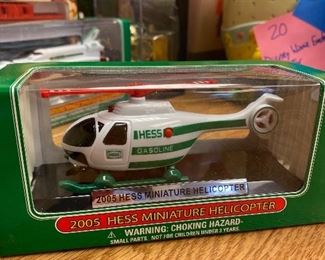 20
HESS
GASOLINE
HESS
2005 HESS MINIATURE HELICOPTER
2005 HESS MINIATURE HELICOPTER
WARNING: CHOKING HAZARD-
SMALL PARTS. NOT FOR CHILDREN UNDER 3 YEARS